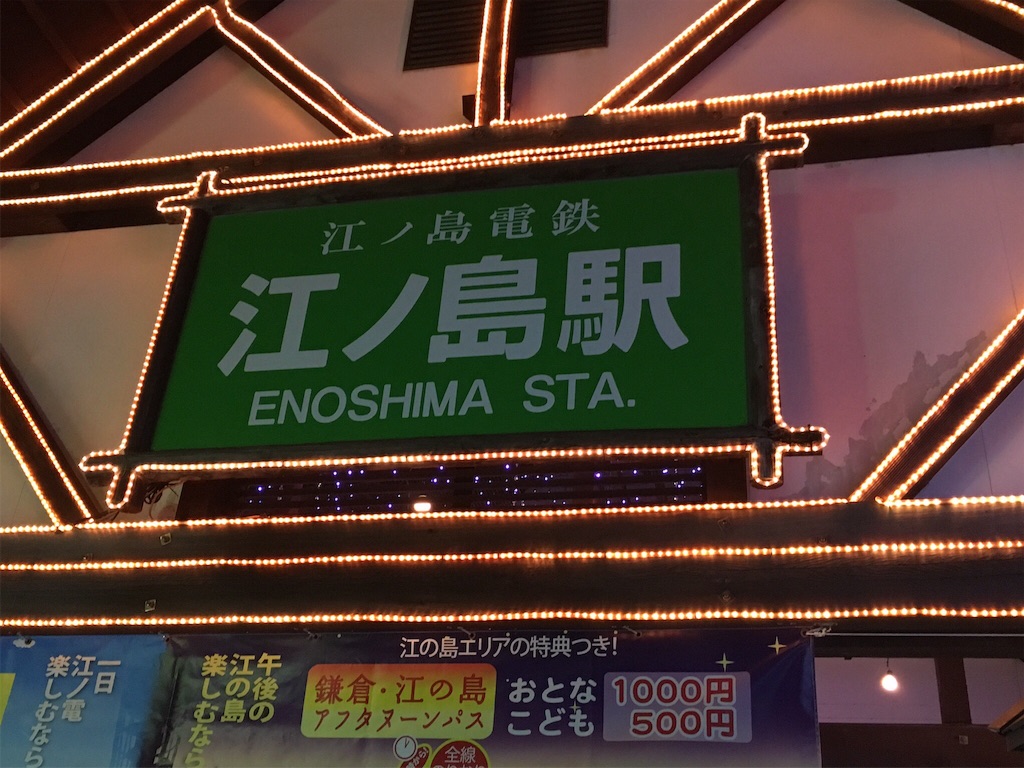 江ノ島電鉄
江ノ島駅
ENOSHIMA STA.
一日
江ノ電
楽しむなら
午後の
江の島
楽しむなら
江の島エリアの特典つき!
鎌倉・江の島
アフタヌーンパス
おとな 1000円
こども 500円
全線